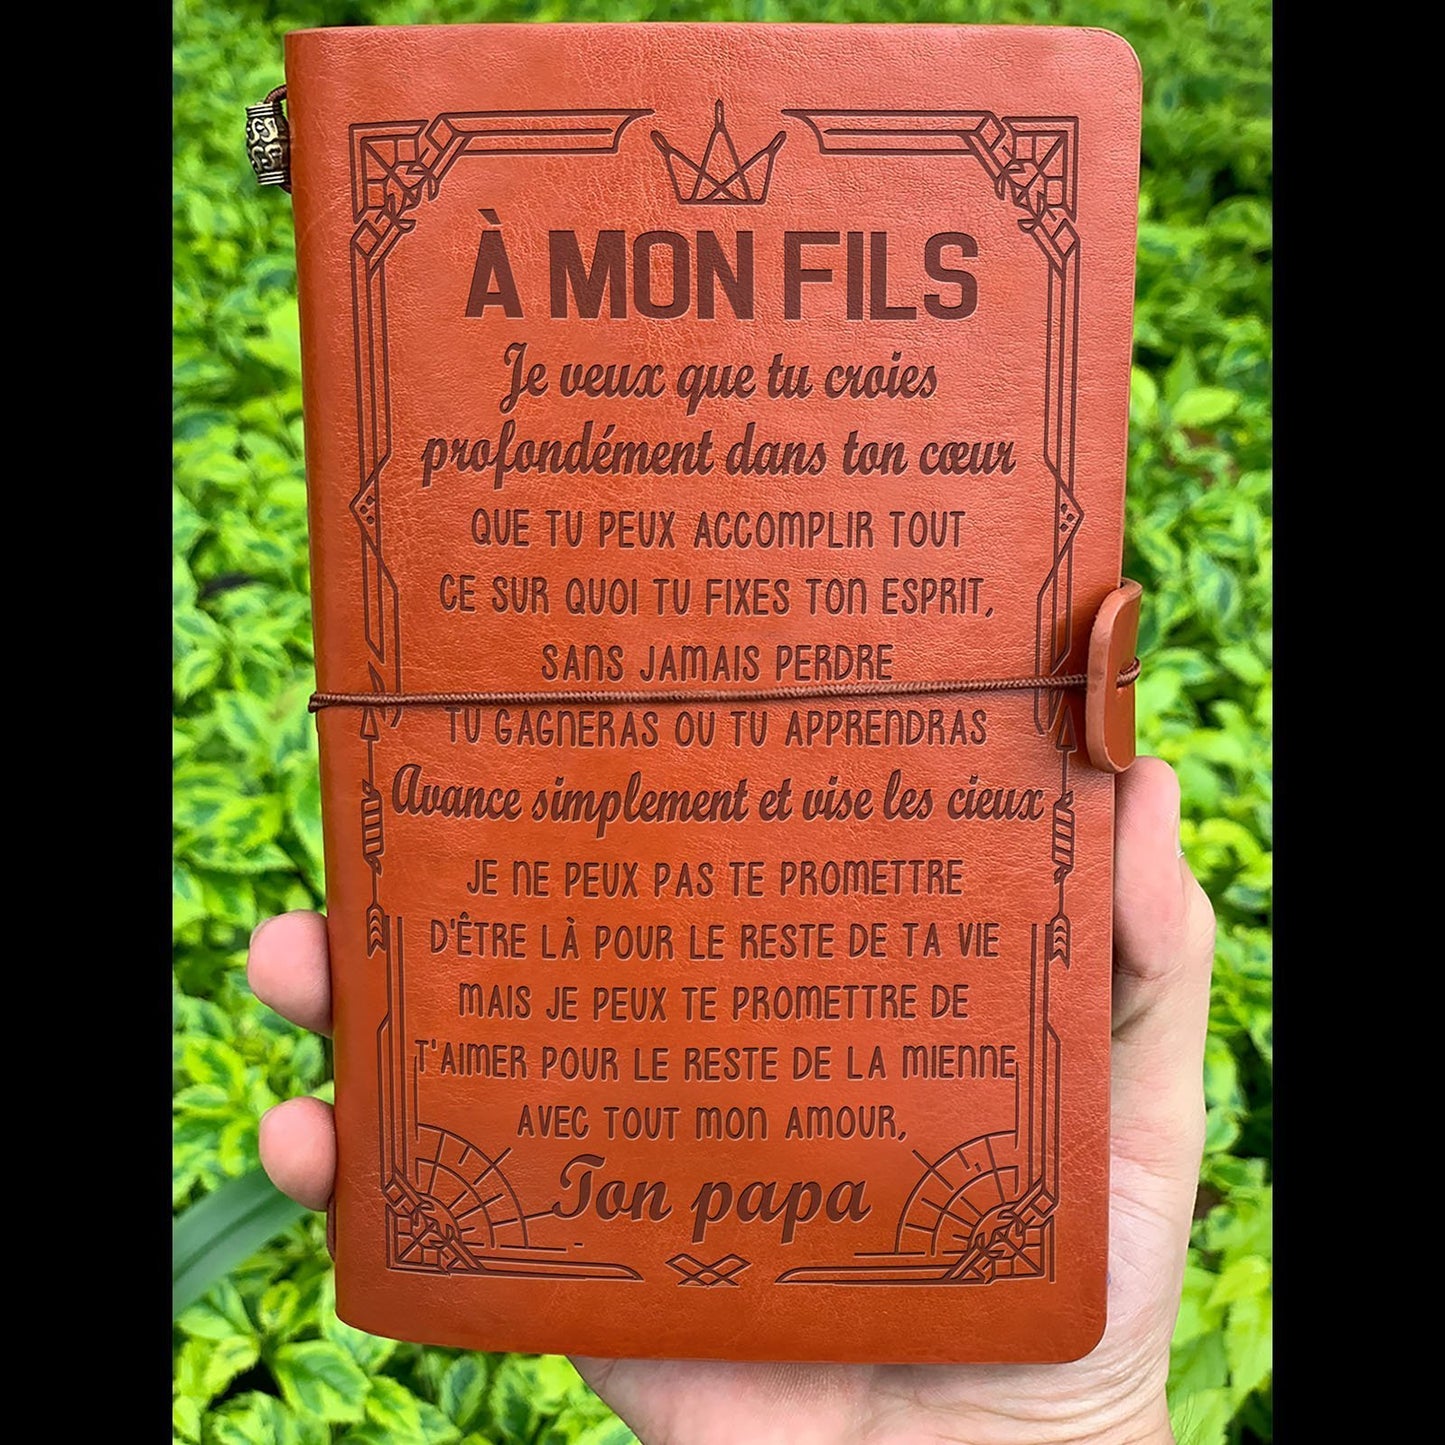 À MON FILS
Je veux que tu croies
profondément dans ton cœur
QUE TU PEUX ACCOMPLIR TOUT
CE SUR QUOI TU FIXES TON ESPRIT,
SANS JAMAIS PERDRE
TU GAGNERAS OU TU APPRENDRAS
Avance simplement et vise les cieux
JE NE PEUX PAS TE PROMETTRE
D'ÊTRE LÀ POUR LE RESTE DE TA VIE
MAIS JE PEUX TE PROMETTRE DE
T'AIMER POUR LE RESTE DE LA MIENNE
AVEC TOUT MON AMOUR,
Ton papa